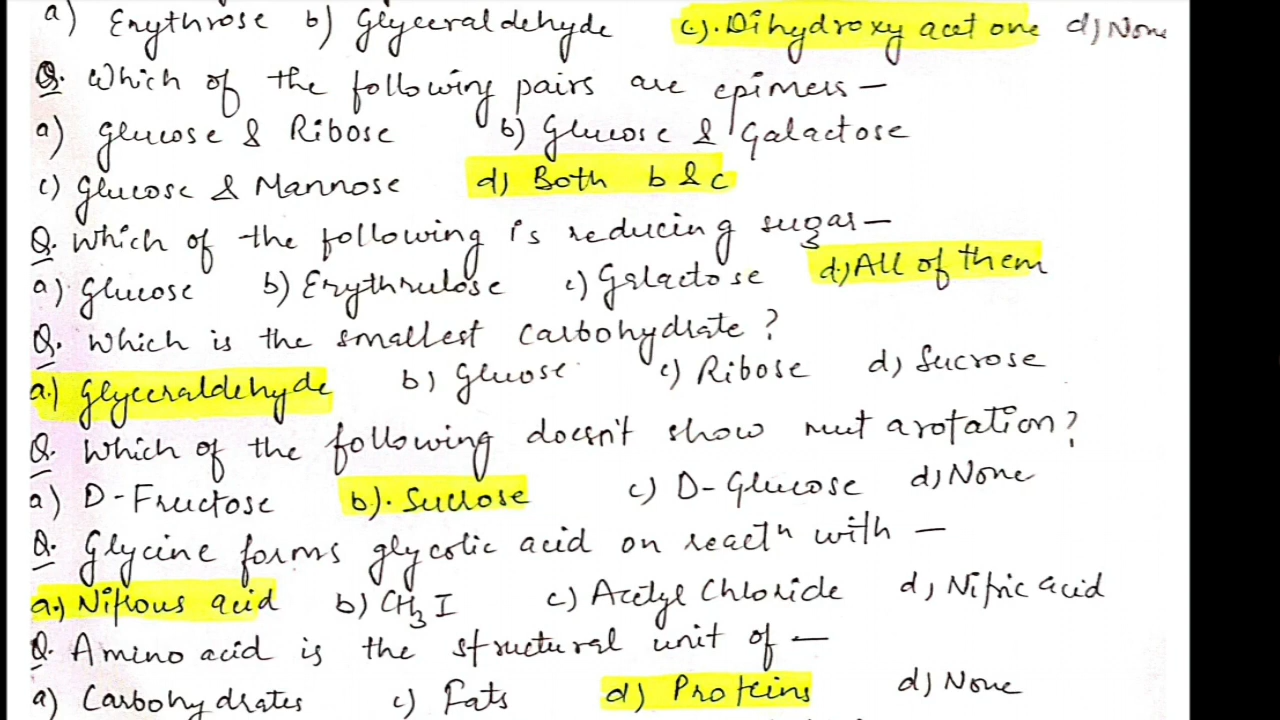 a) Erythrose b) Glyceraldehyde c). Dihydroxy acetone d) None
Q. Which of the following pairs are epimers –
a) Glucose & Ribose b) Glucose & Galactose
c) Glucose & Mannose d) Both b & c
Q. Which of the following is reducing sugar –
a) Glucose b) Erythrulose c) Galactose d.) All of them
Q. Which is the smallest Carbohydrate ?
a.) Glyceraldehyde b) Glucose c) Ribose d) Sucrose
Q. Which of the following doesn't show mutarotation?
a) D-Fructose b). Sucrose c) D-Glucose d) None
Q. Glycine forms glycolic acid on reactn with –
a.) Nitrous acid b) CH3 I c) Acetyl Chloride d) Nitric acid
Q. Amino acid is the structural unit of –
a) Carbohydrates c) Fats d) Proteins d) None